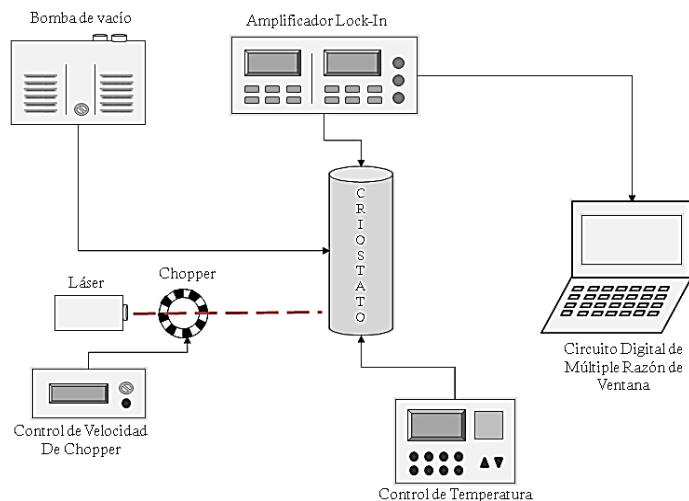 Bomba de vacío
Amplificador Lock-In
CRIOSTATO
Láser
Chopper
Circuito Digital de
Múltiple Razón de
Ventana
Control de Velocidad
De Chopper
Control de Temperatura